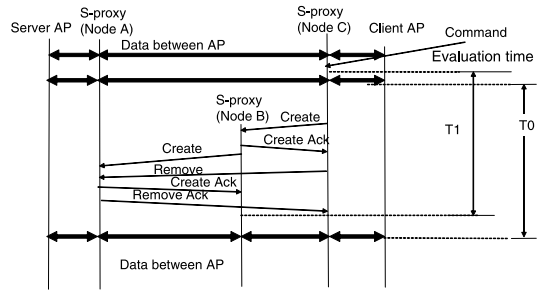 S-proxy
(Node A)
S-proxy
(Node C)
Server AP
Client AP
Data between AP
Command
Evaluation time
S-proxy
(Node B)
Create
Create Ack
Create
Remove
Create Ack
Remove Ack
T1
T0
Data between AP